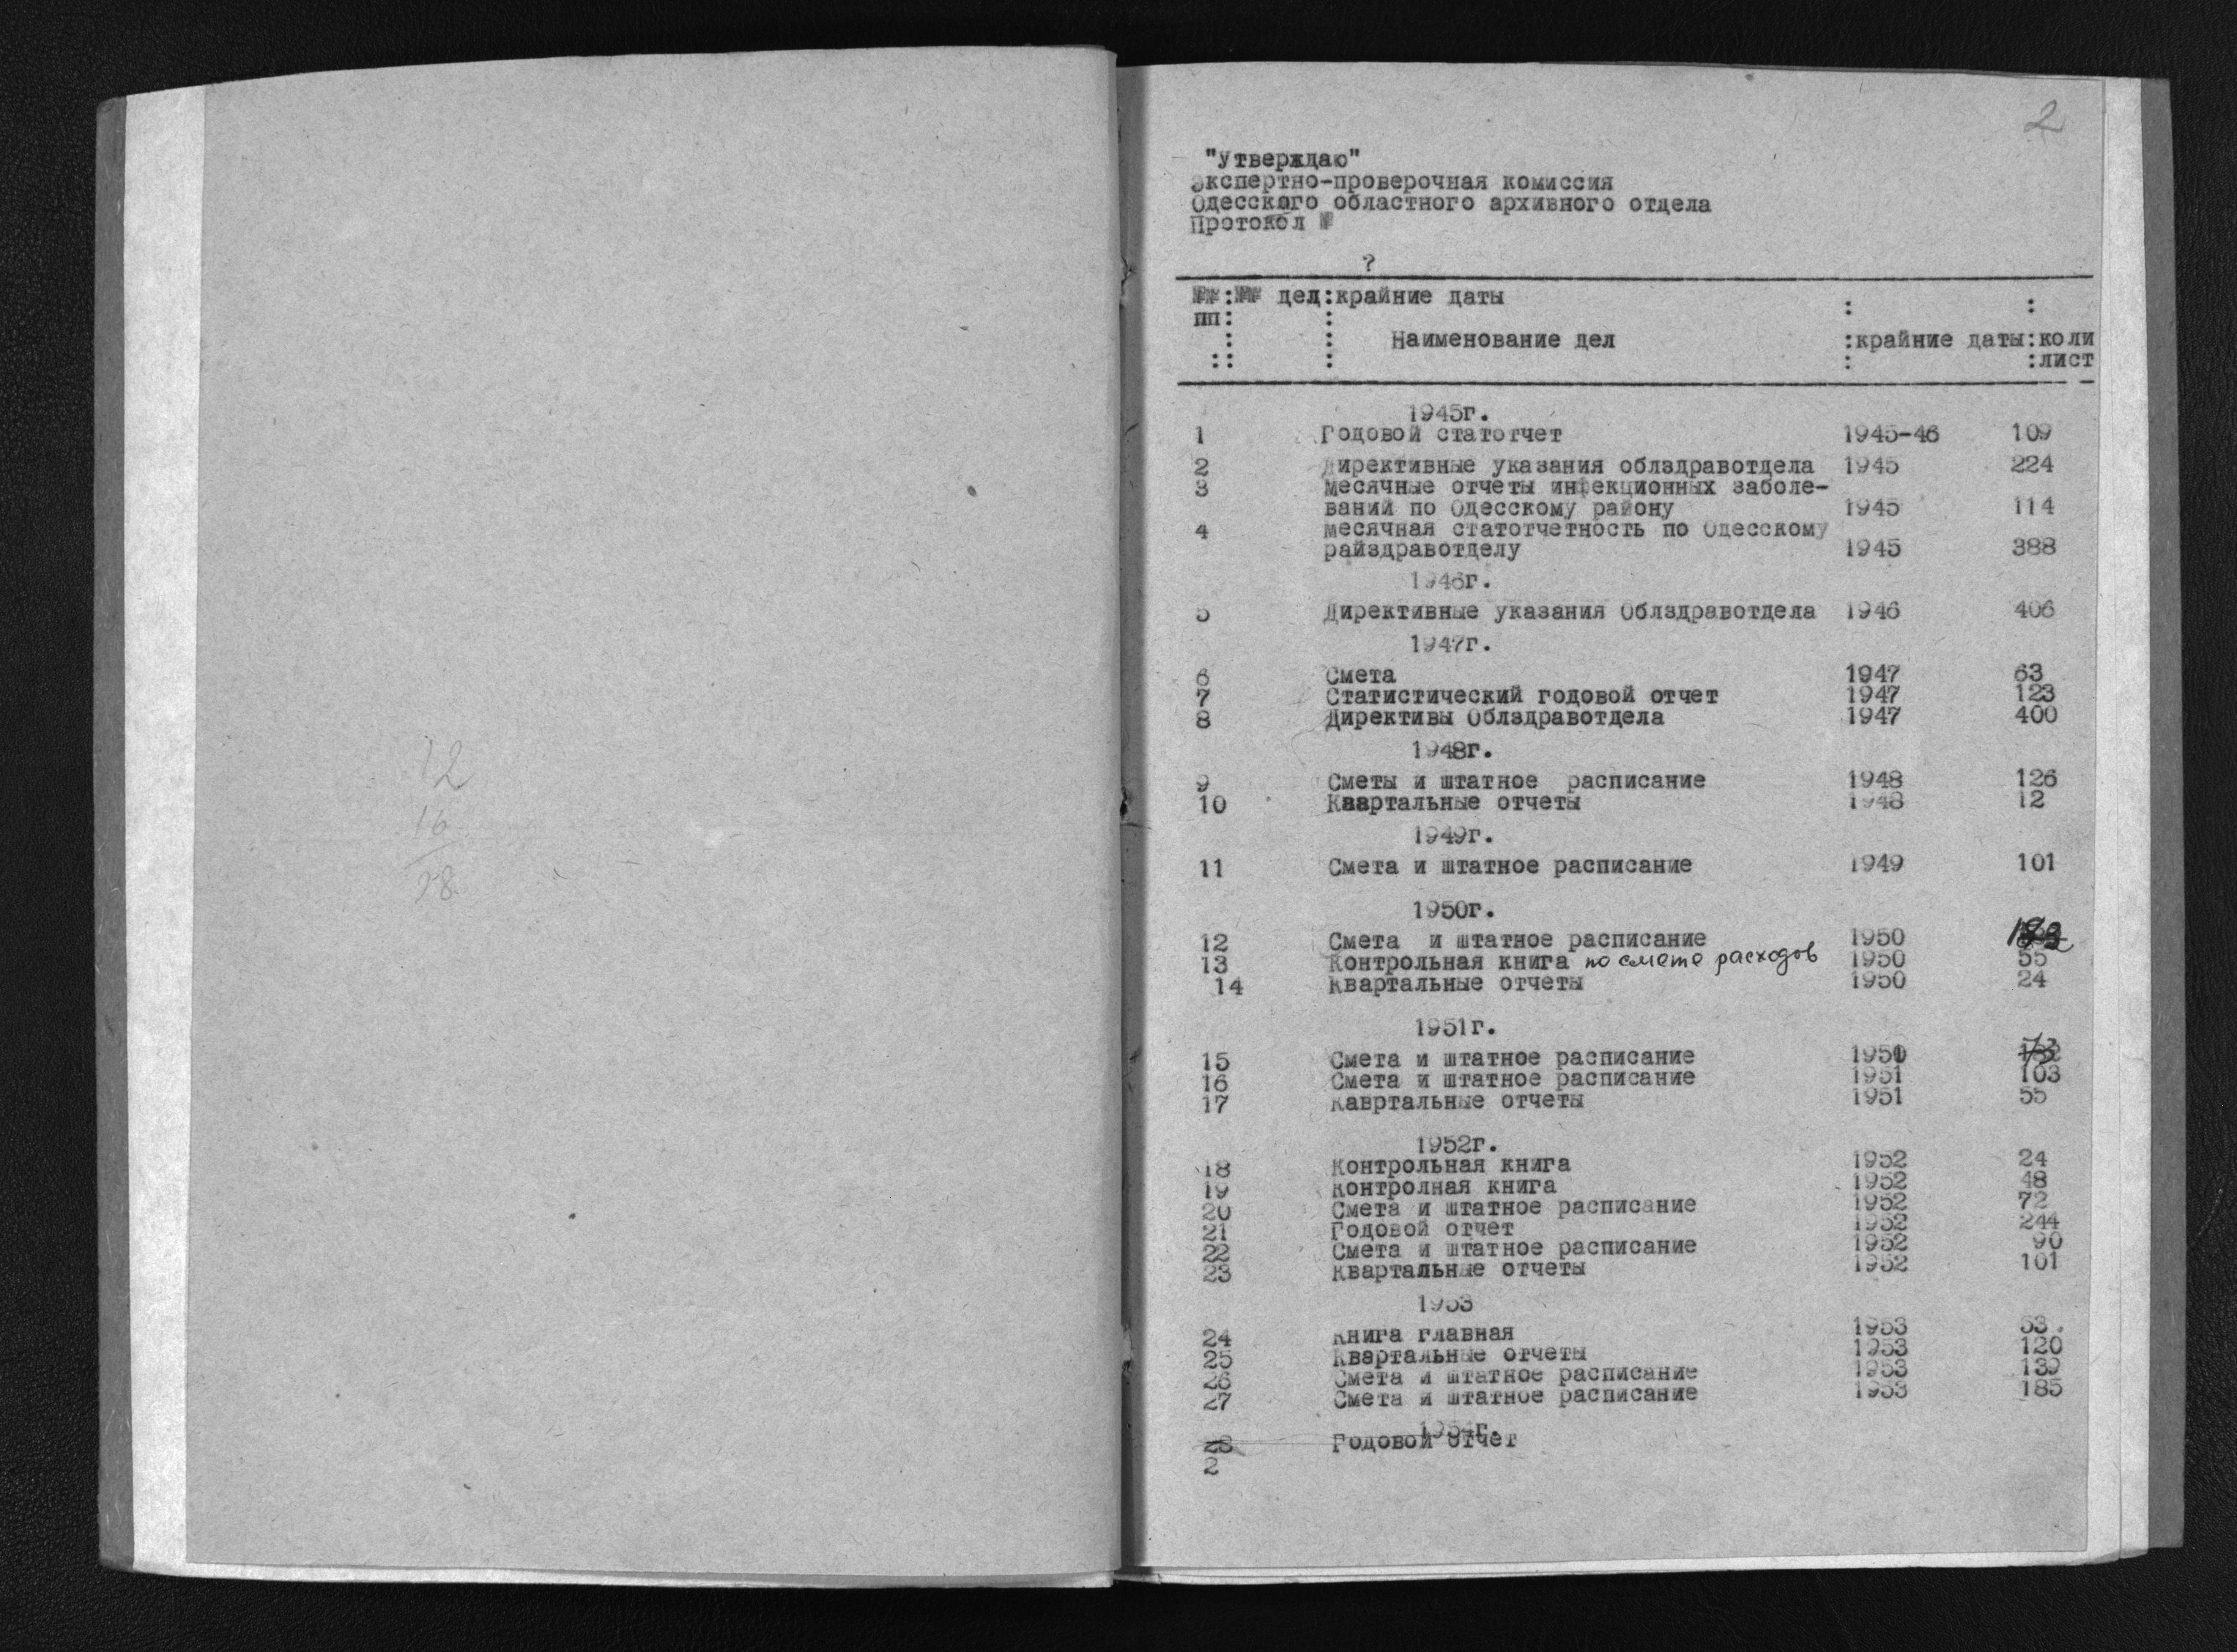 12
16
28
2
"Утверждаю"
Экспертно-проверочная комиссия
Одесского областного архивного отдела
Протокол №
?
№№:№№ дел:крайние даты : :
пп: :
: : Наименование дел :крайние даты:коли
:: : : :лист
1945г.
1 Годовой статотчет 1945-46 109
2 Директивные указания облздравотдела 1945 224
3 месячные отчеты инфекционных заболе-
ваний по Одесскому району 1945 114
4 месячная статотчетность по Одесскому
райздравотделу 1945 388
1946г.
5 Директивные указания Облздравотдела 1946 406
1947г.
6 Смета 1947 63
7 Статистический годовой отчет 1947 123
8 Директивы Облздравотдела 1947 400
1948г.
9 Сметы и штатное расписание 1948 126
10 Кваартальные отчеты 1948 12
1949г.
11 Смета и штатное расписание 1949 101
1950г.
12 Смета и штатное расписание 1950
13 Контрольная книга по смете расходов 1950 55
14 Квартальные отчеты 1950 24
1951г.
15 Смета и штатное расписание 73
16 Смета и штатное расписание 1951 103
17 Кавртальные отчеты 1951 55
1952г.
18 Контрольная книга 1952 24
19 Контролная книга 1952 48
20 Смета и штатное расписание 1952 72
21 Годовой отчет 1952 244
22 Смета и штатное расписание 1952 90
23 Квартальные отчеты 1952 101
1953
24 Книга главная 1953 53.
25 Квартальные отчеты 1953 120
26 Смета и штатное расписание 1953 139
27 Смета и штатное расписание 1953 185
1954г.
28 Годовой отчет
2